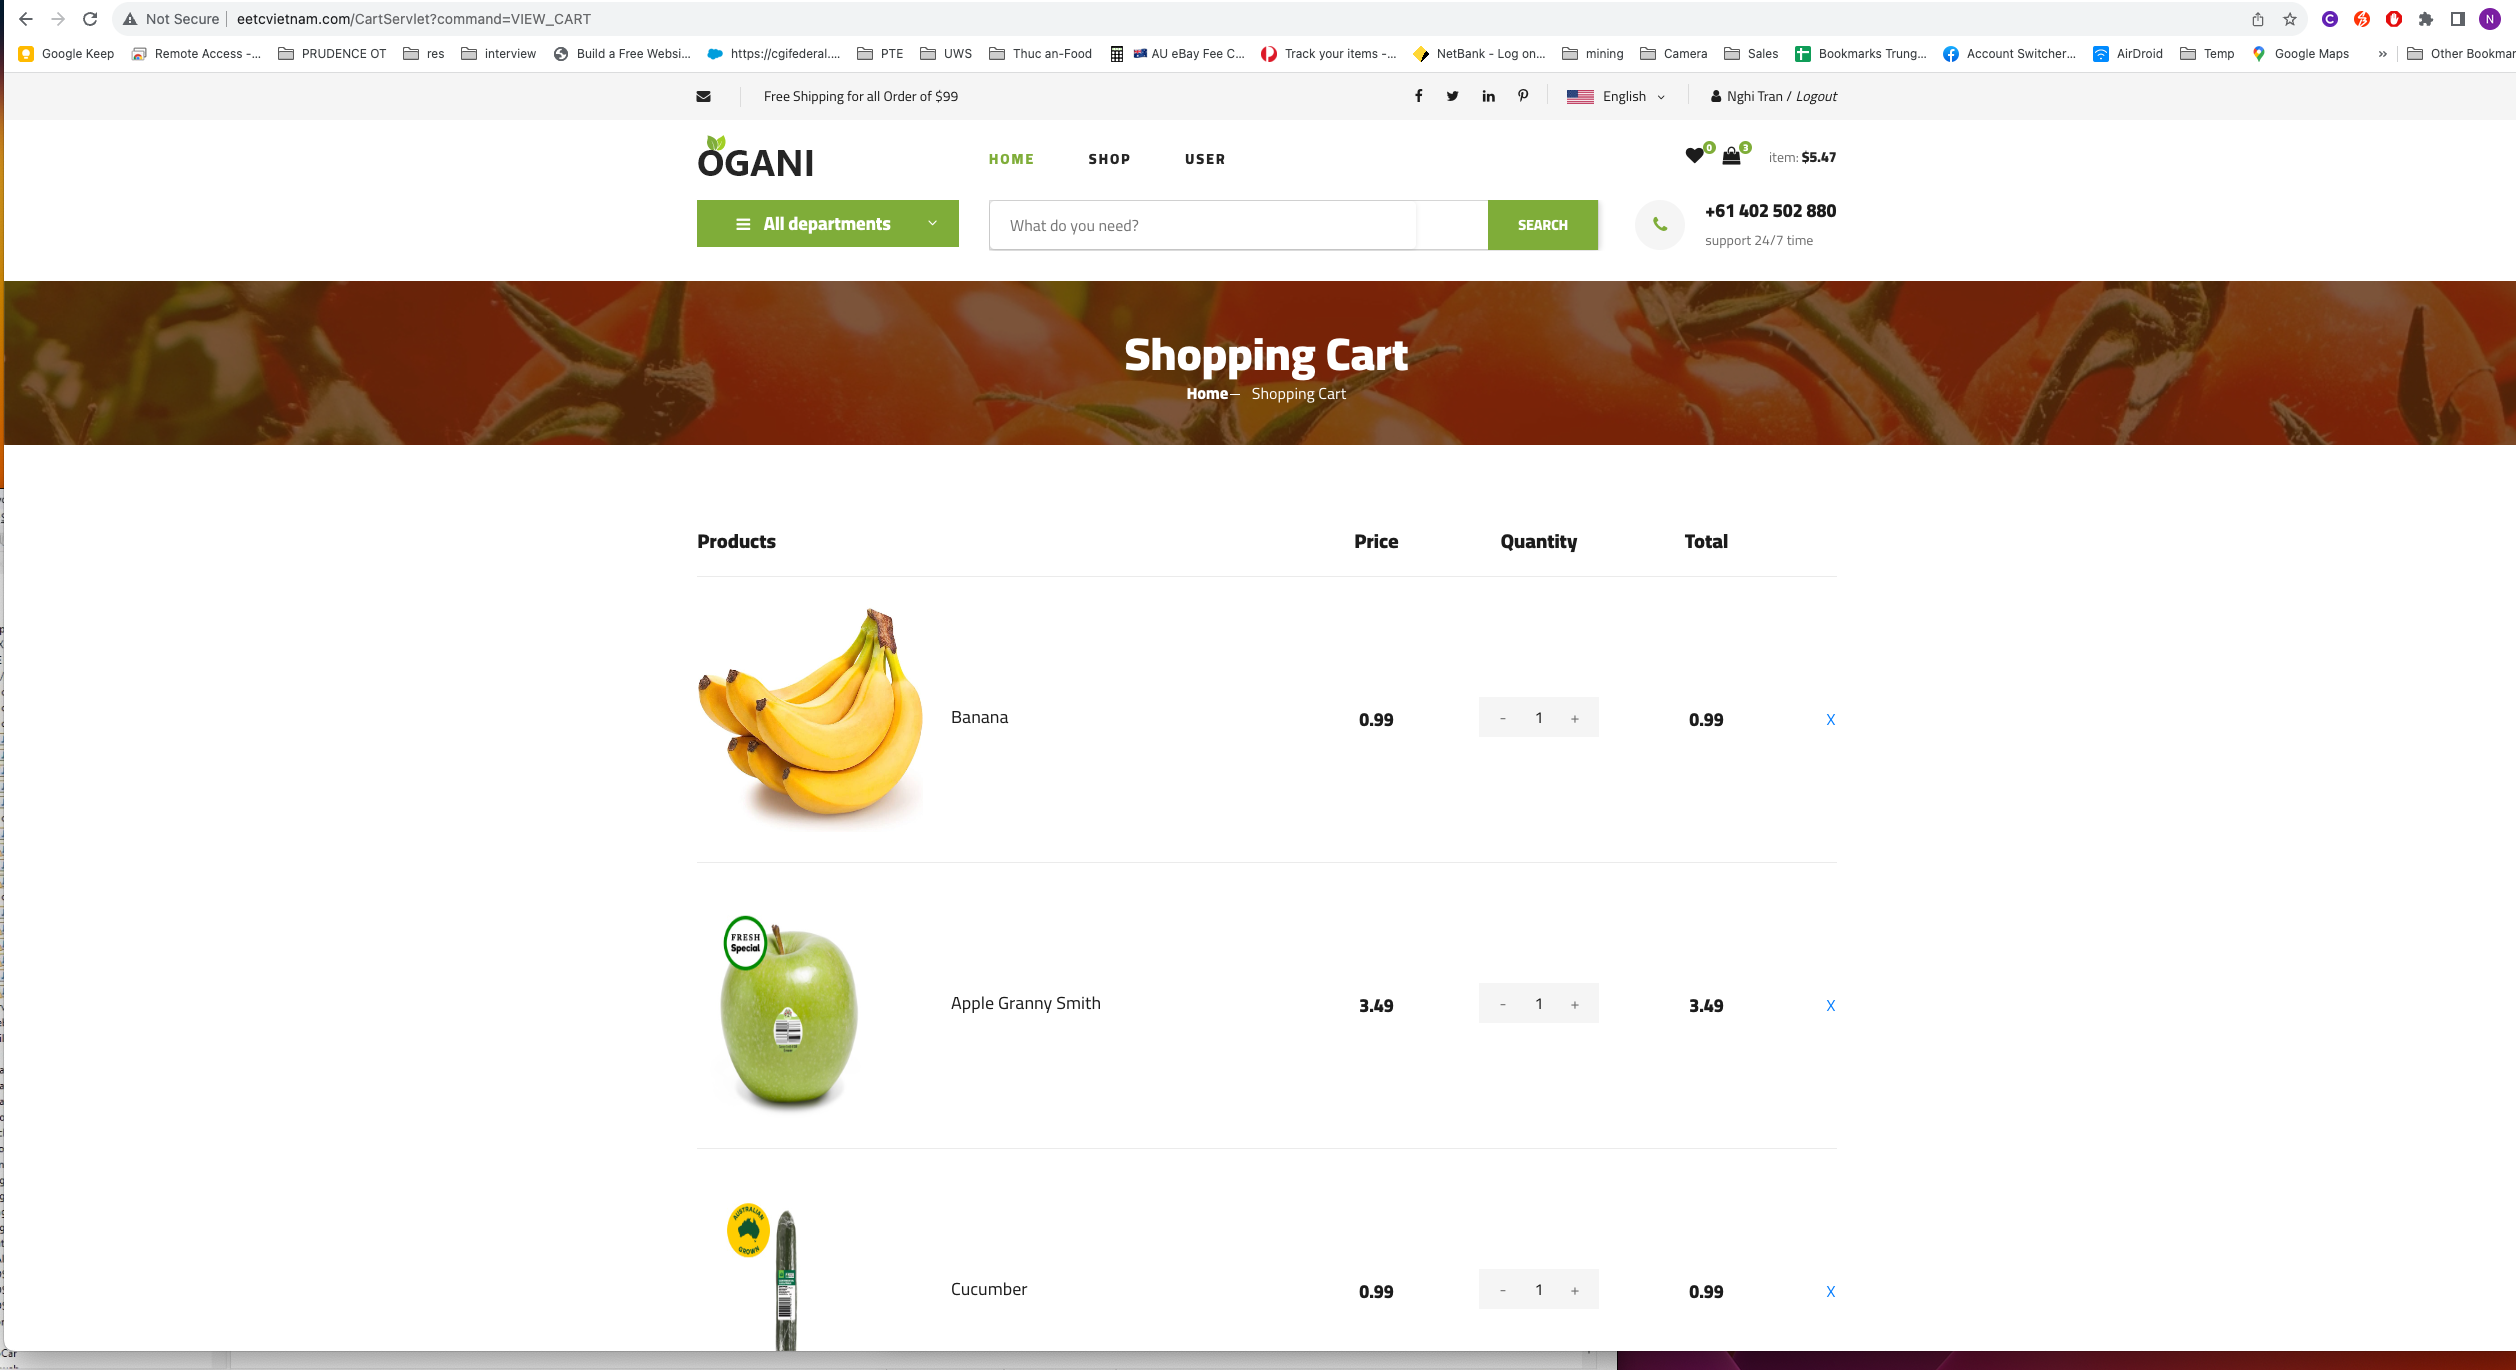 Not Secure eetcvietnam.com/CartServlet?command=VIEW_CART N
Google Keep Remote Access -... PRUDENCE OT res interview Build a Free Websi... https://cgifederal.... PTE UWS Thuc an-Food AU eBay Fee C... Track your items -... NetBank - Log on... mining Camera Sales Bookmarks Trung... Account Switcher... AirDroid Temp Google Maps » Other Bookmar
Free Shipping for all Order of $99 English Nghi Tran / Logout
OGANI HOME SHOP USER 0 3 item: $5.47
All departments What do you need? SEARCH +61 402 502 880
support 24/7 time
Shopping Cart
Home— Shopping Cart
Products Price Quantity Total
Banana 0.99 - 1 + 0.99 X
FRESH
Special
Apple Granny Smith 3.49 - 1 + 3.49 X
AUSTRALIAN
GROWN
Cucumber 0.99 - 1 + 0.99 X
Car